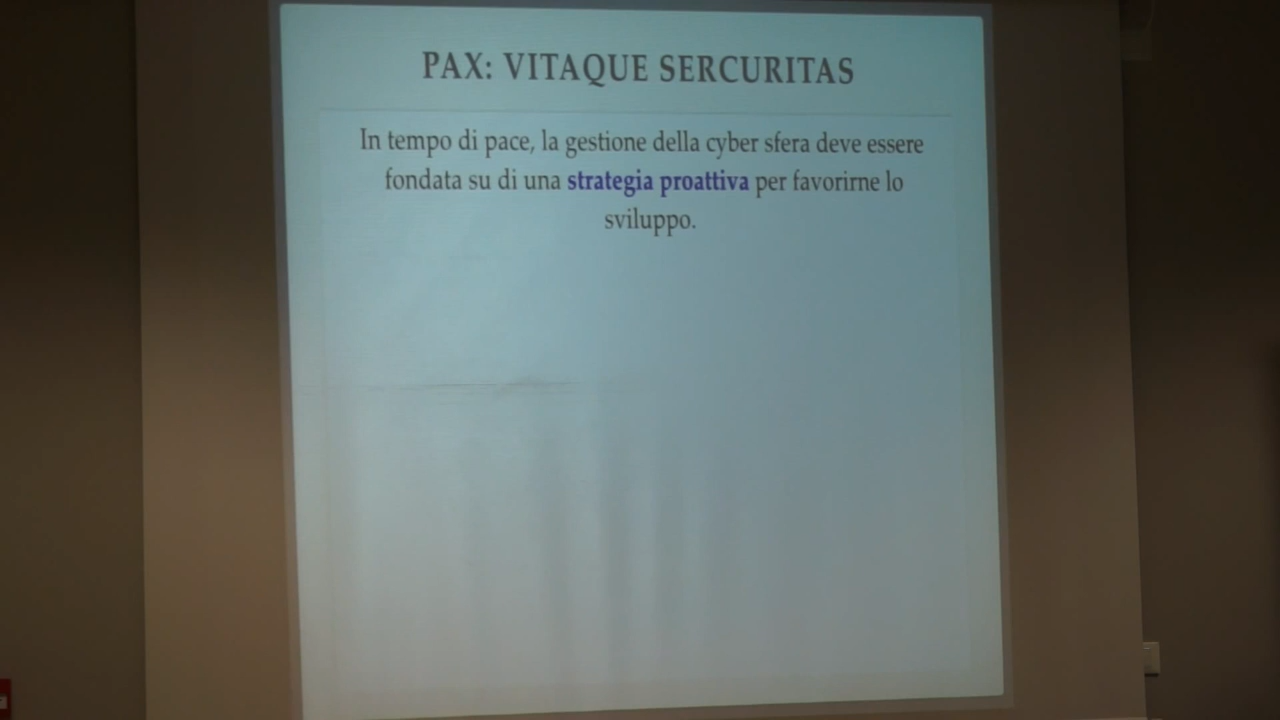 PAX: VITAQUE SERCURITAS
In tempo di pace, la gestione della cyber sfera deve essere
fondata su di una strategia proattiva per favorirne lo
sviluppo.